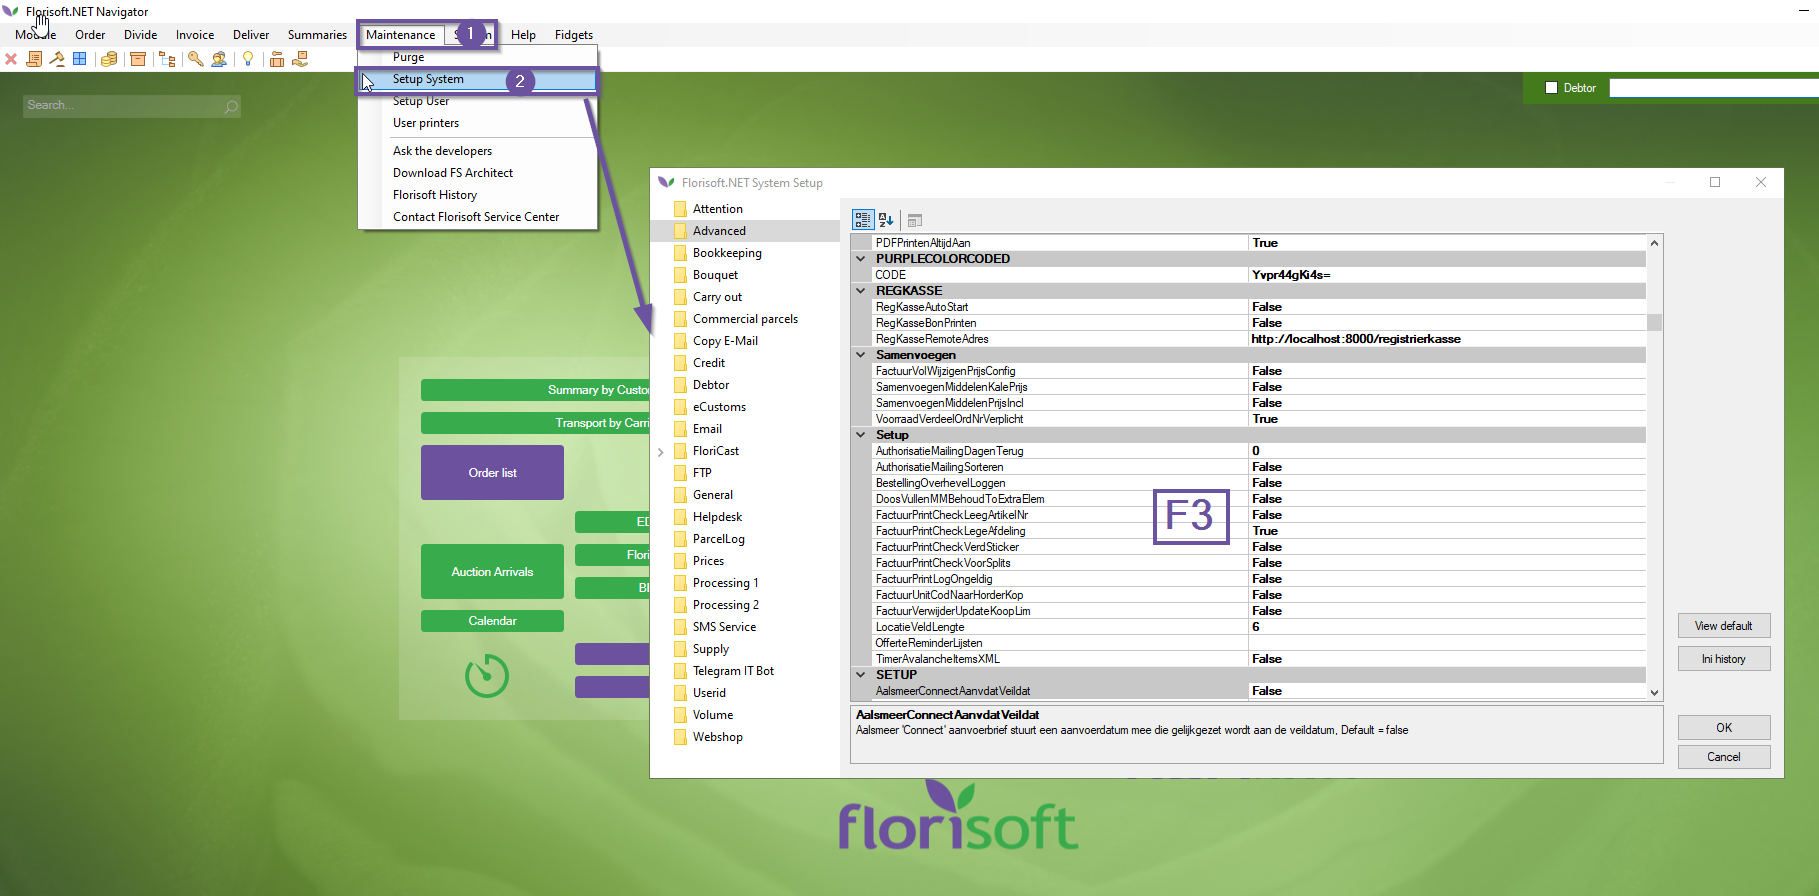 Florisoft.NET Navigator
Module Order Divide Invoice Deliver Summaries Maintenance 1 Help Fidgets
Purge
Setup System 2
Setup User
User printers
Ask the developers
Download FS Architect
Florisoft History
Contact Florisoft Service Center
Search...
Debtor
Summary by Custo
Transport by Carri
Order list
ED
Flori
Auction Arrivals
Bl
Calendar
Florisoft.NET System Setup
Attention
Advanced
Bookkeeping
Bouquet
Carry out
Commercial parcels
Copy E-Mail
Credit
Debtor
eCustoms
Email
FloriCast
FTP
General
Helpdesk
ParcelLog
Prices
Processing 1
Processing 2
SMS Service
Supply
Telegram IT Bot
Userid
Volume
Webshop
PDFPrintenAltijdAan True
PURPLECOLORCODED
CODE Yvpr44gKi4s=
REGKASSE
RegKasseAutoStart False
RegKasseBonPrinten False
RegKasseRemoteAdres http://localhost:8000/registrierkasse
Samenvoegen
FactuurVolWijzigenPrijsConfig False
SamenvoegenMiddelenKalePrijs False
SamenvoegenMiddelenPrijsIncl False
VoorraadVerdeelOrdNrVerplicht True
Setup
AuthorisatieMailingDagenTerug 0
AuthorisatieMailingSorteren False
BestellingOverhevelLoggen False
DoosVullenMMBehoudToExtraElem False
FactuurPrintCheckLeegArtikelNr False
FactuurPrintCheckLegeAfdeling True
FactuurPrintCheckVerdSticker False
FactuurPrintCheckVoorSplits False
FactuurPrintLogOngeldig False
FactuurUnitCodNaarHorderKop False
FactuurVerwijderUpdateKoopLim False
LocatieVeldLengte 6
OfferteReminderLijsten
TimerAvalancheItemsXML False
SETUP
AalsmeerConnectAanvdatVeildat False
F3
AalsmeerConnectAanvdatVeildat
Aalsmeer 'Connect' aanvoerbrief stuurt een aanvoerdatum mee die gelijkgezet wordt aan de veildatum, Default = false
View default
Ini history
OK
Cancel
florisoft